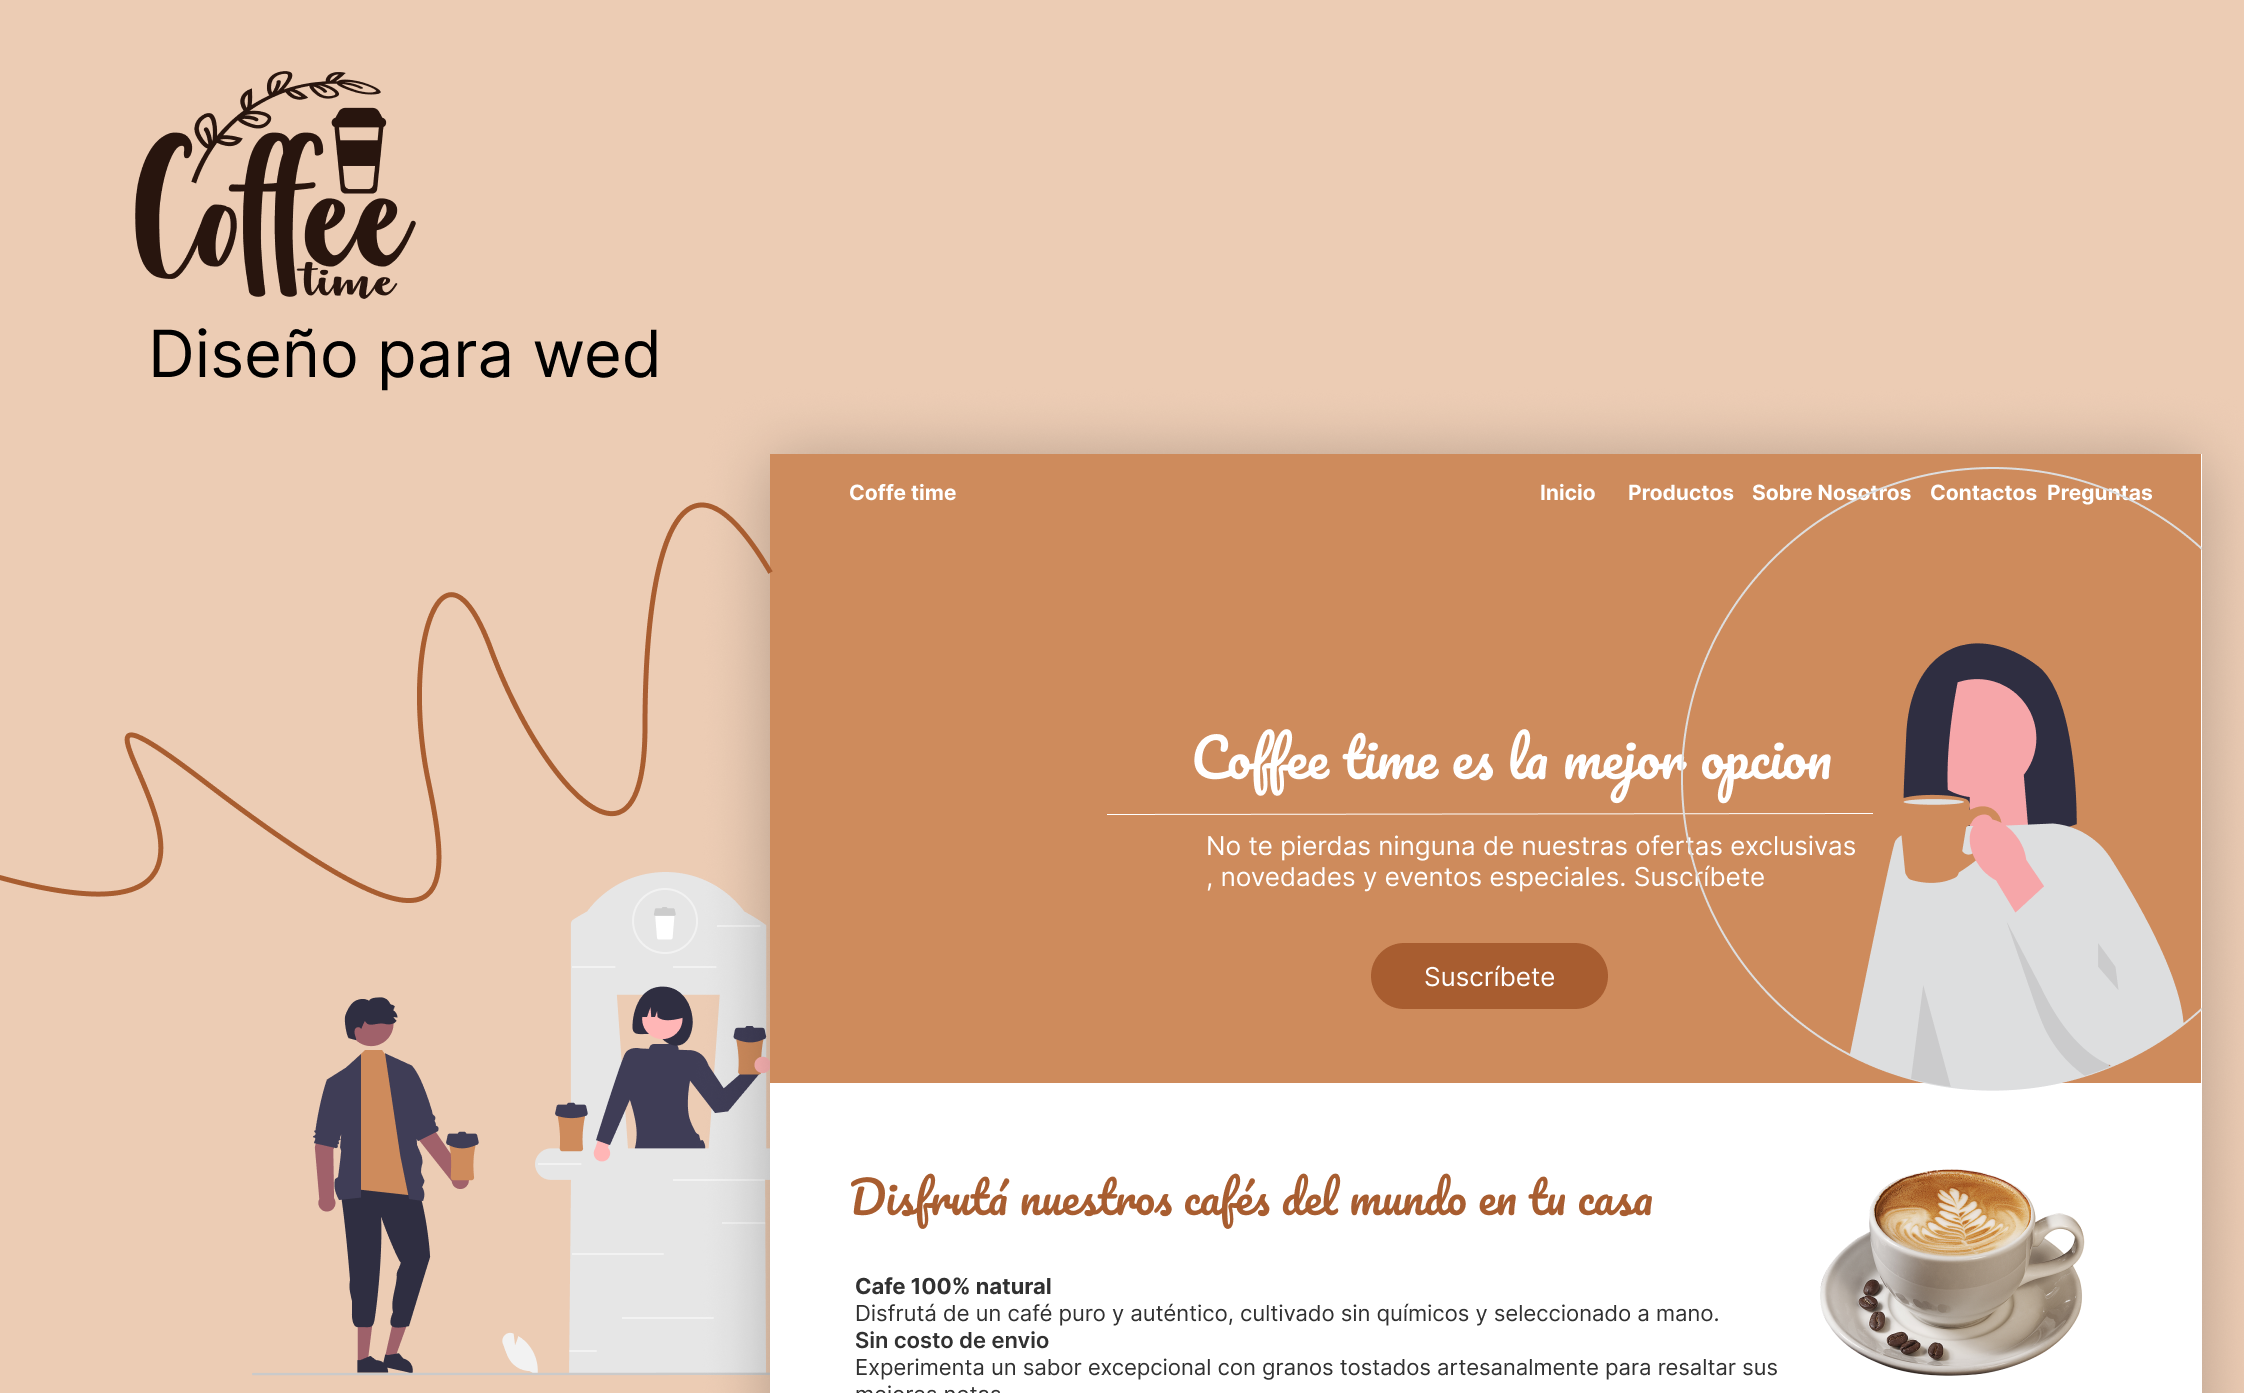 Coffee
time
Diseño para wed
Coffe time
Inicio Productos Sobre Nosotros Contactos Preguntas
Coffee time es la mejor opcion
No te pierdas ninguna de nuestras ofertas exclusivas
, novedades y eventos especiales. Suscríbete
Suscríbete
Disfrutá nuestros cafés del mundo en tu casa
Cafe 100% natural
Disfrutá de un café puro y auténtico, cultivado sin químicos y seleccionado a mano.
Sin costo de envio
Experimenta un sabor excepcional con granos tostados artesanalmente para resaltar sus
mejores notas